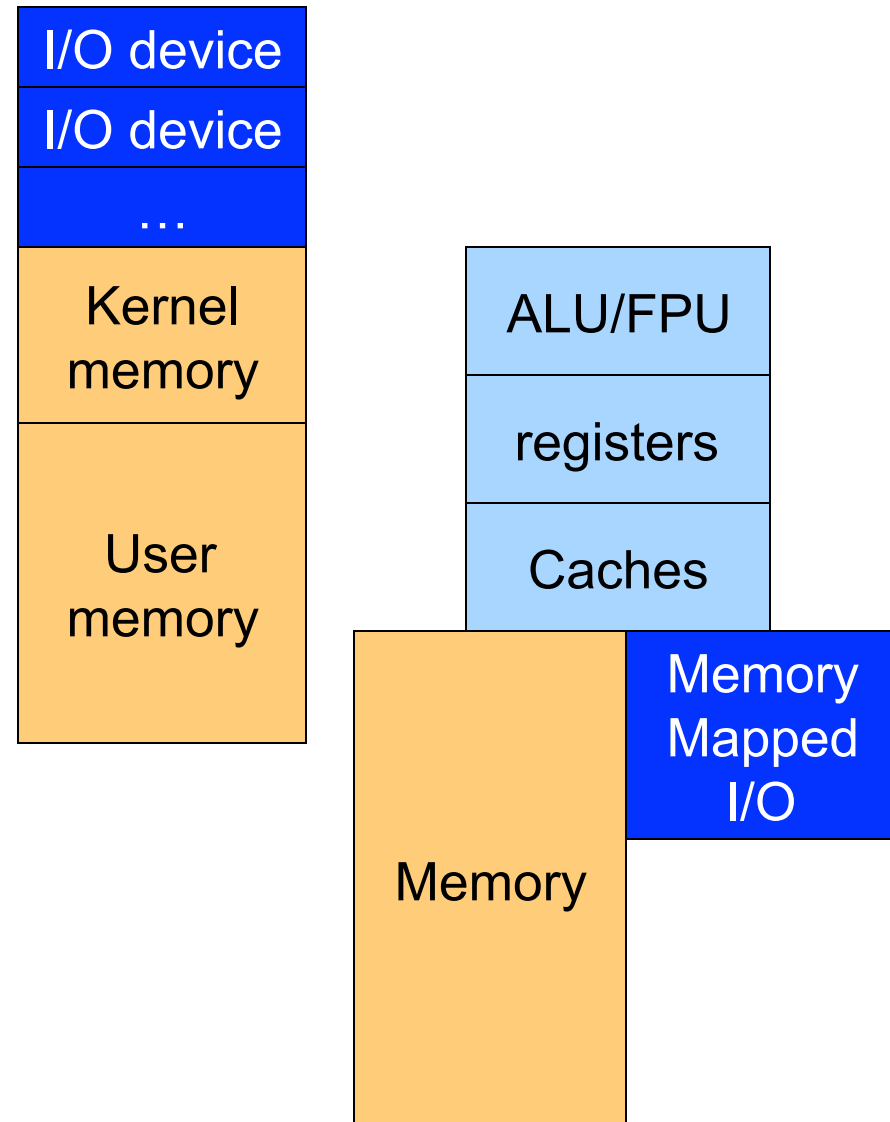 I/O device
I/O device
…
Kernel
memory
User
memory
ALU/FPU
registers
Caches
Memory
Mapped
I/O
Memory